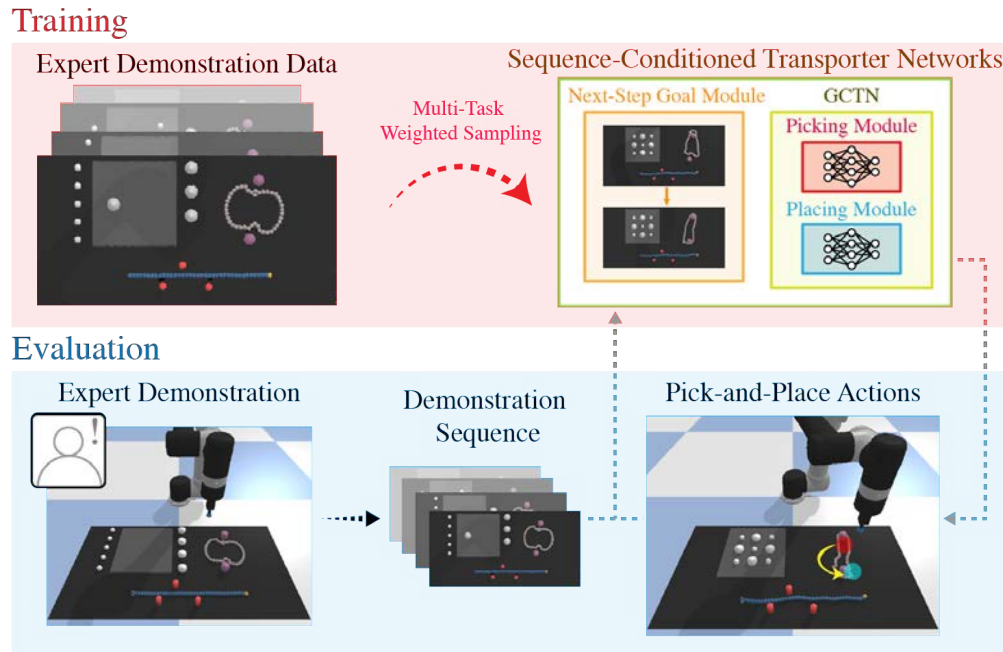 Training
Expert Demonstration Data
Multi-Task
Weighted Sampling
Sequence-Conditioned Transporter Networks
Next-Step Goal Module
GCTN
Picking Module
Placing Module
Evaluation
Expert Demonstration
!
Demonstration
Sequence
Pick-and-Place Actions